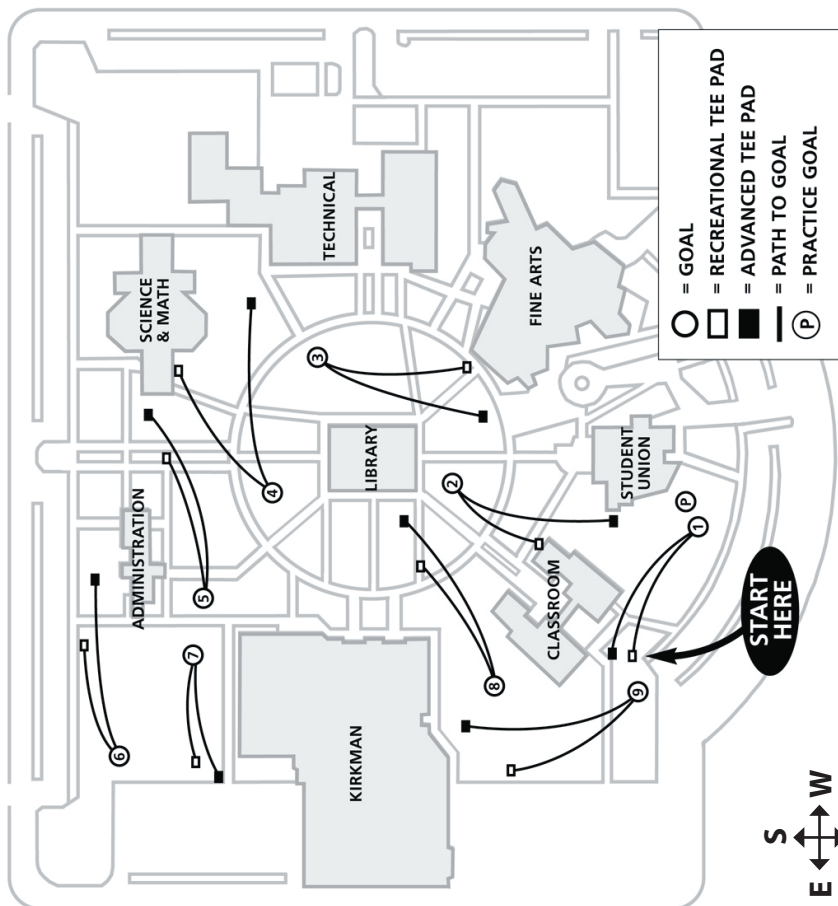 SCIENCE
& MATH
TECHNICAL
FINE ARTS
ADMINISTRATION
LIBRARY
STUDENT
UNION
CLASSROOM
KIRKMAN
3
4
5
2
P
1
7
6
8
9
START
HERE
= GOAL
= RECREATIONAL TEE PAD
= ADVANCED TEE PAD
= PATH TO GOAL
P = PRACTICE GOAL
S
E W